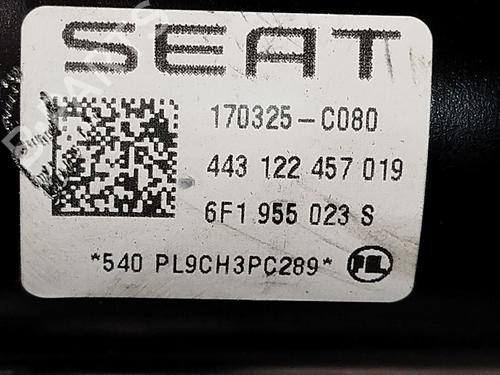 SEAT
170325-C080
443 122 457 019
6F1 955 023 S
*540 PL9CH3PC289*